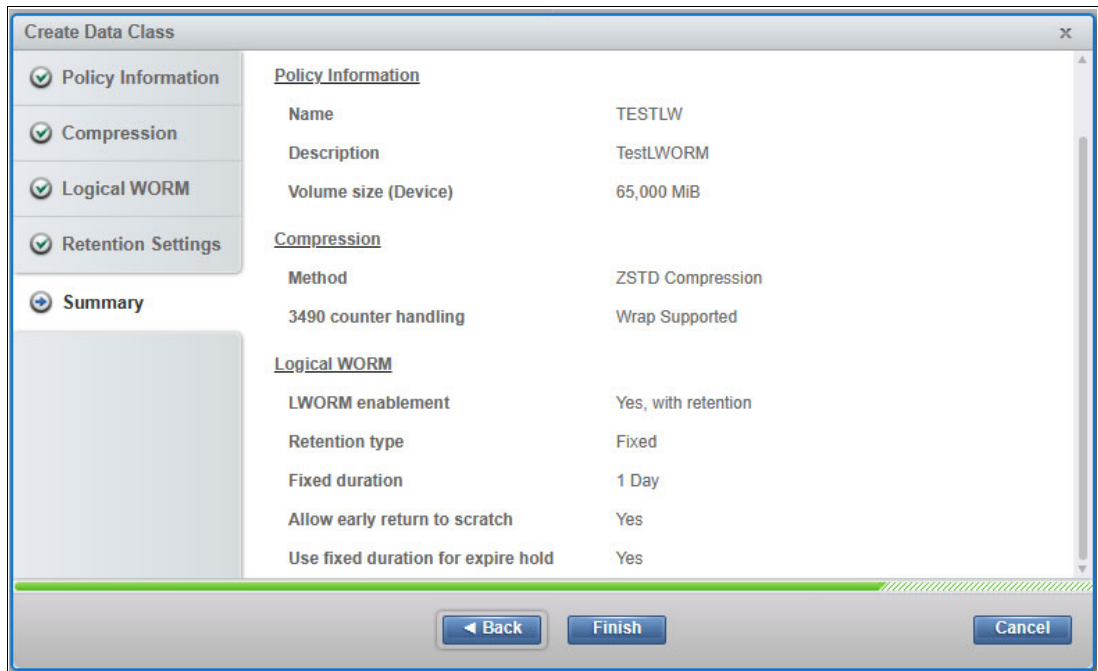 Create Data Class x
Policy Information
Compression
Logical WORM
Retention Settings
Summary
Policy Information
Name TESTLW
Description TestLWORM
Volume size (Device) 65,000 MiB
Compression
Method ZSTD Compression
3490 counter handling Wrap Supported
Logical WORM
LWORM enablement Yes, with retention
Retention type Fixed
Fixed duration 1 Day
Allow early return to scratch Yes
Use fixed duration for expire hold Yes
Back Finish Cancel